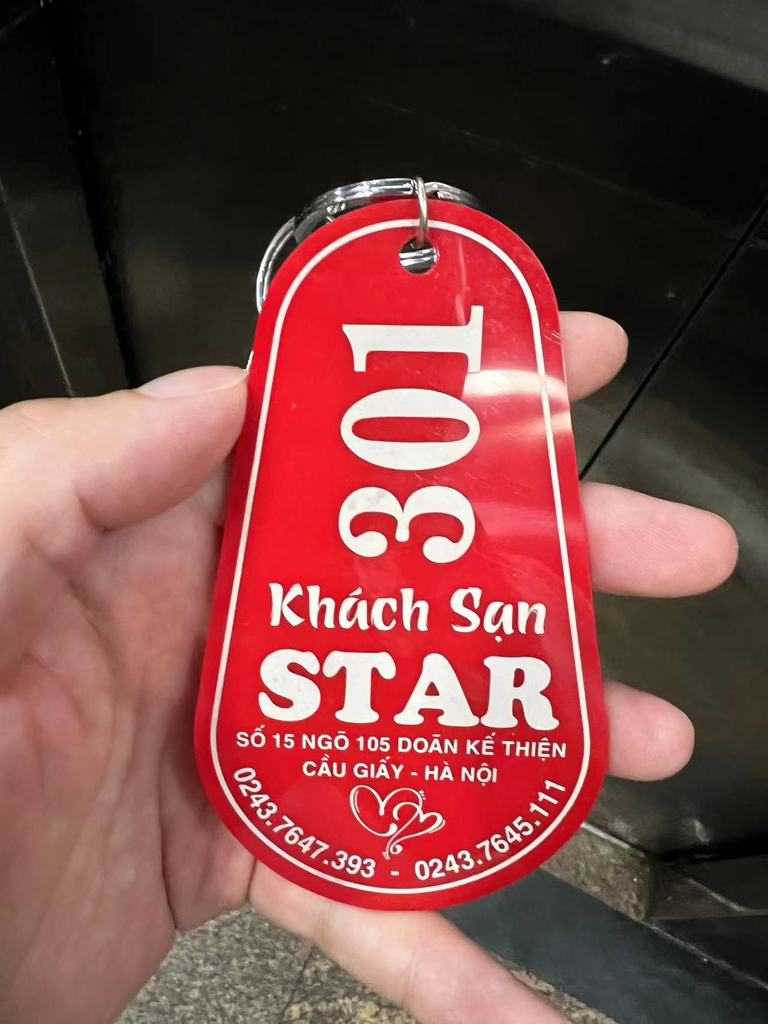 301
Khách Sạn
STAR
SỐ 15 NGÕ 105 DOÃN KẾ THIỆN
CẦU GIẤY - HÀ NỘI
0243.7647.393 - 0243.7645.111